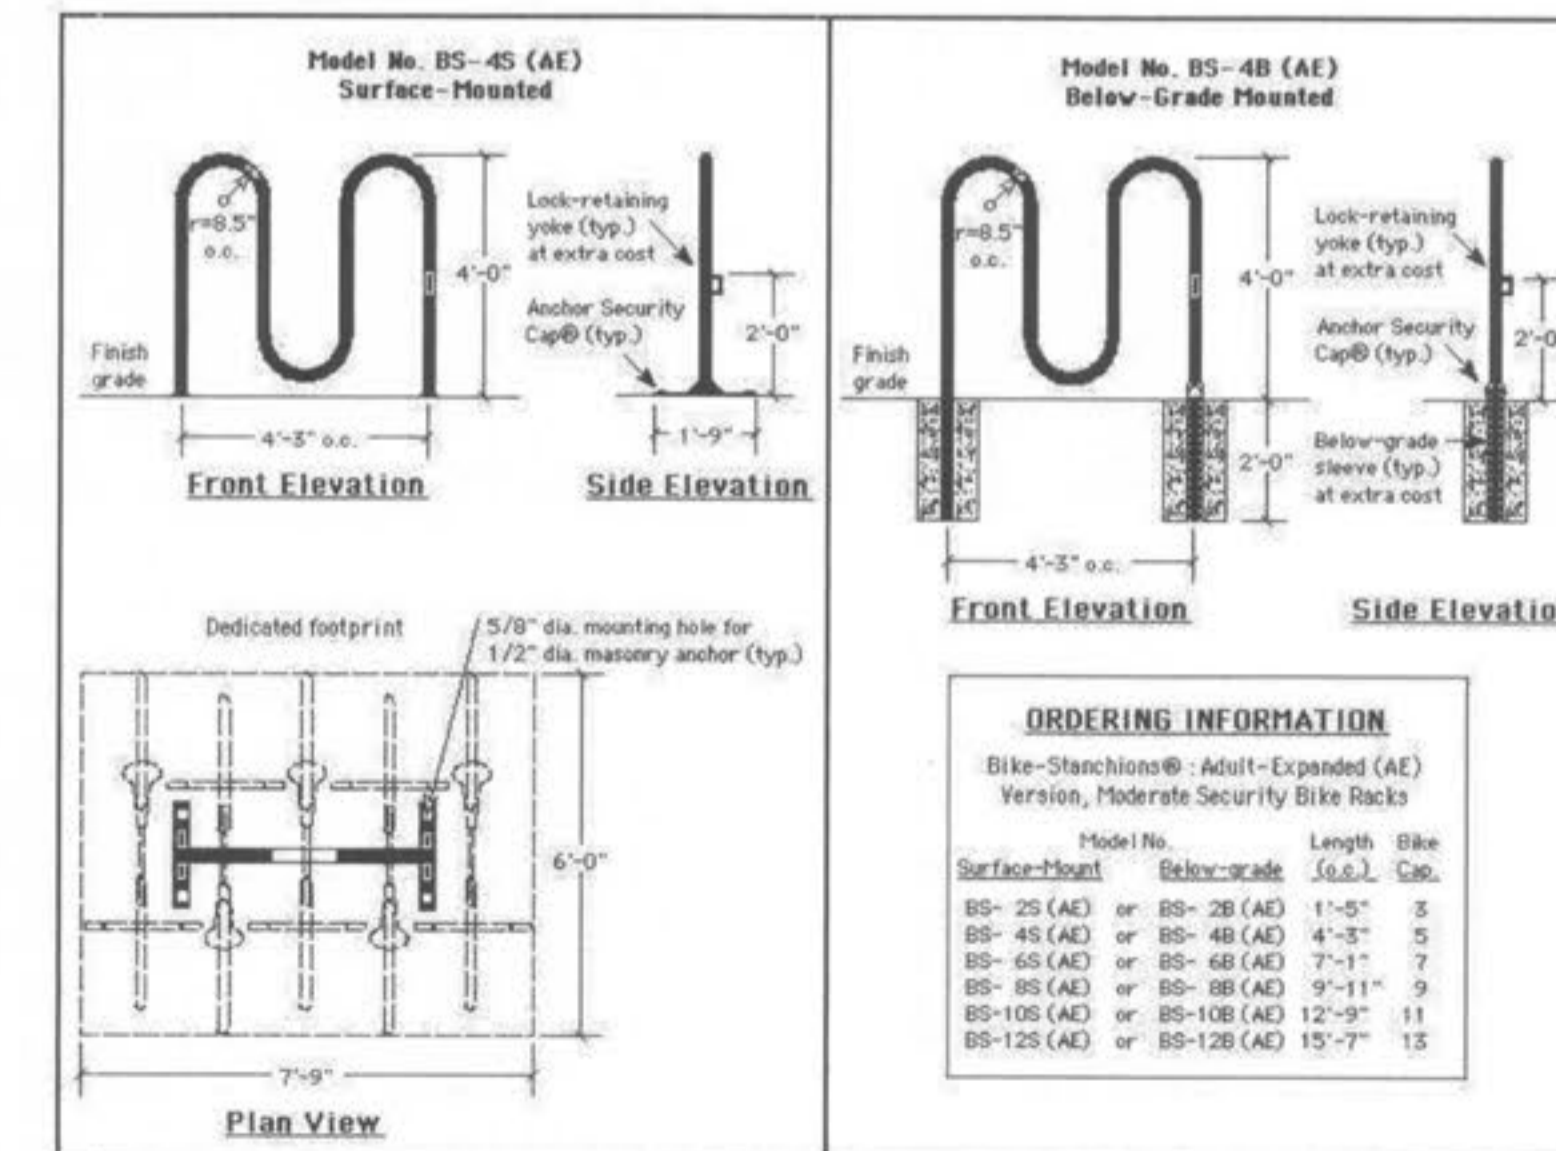 Model No. BS-4S (AE)
Surface-Mounted
r=8.5"
o.c.
4'-0"
Finish
grade
4'-3" o.c.
Front Elevation
Lock-retaining
yoke (typ.)
at extra cost
Anchor Security
Cap® (typ.)
2'-0"
1'-9"
Side Elevation
Dedicated footprint
5/8" dia. mounting hole for
1/2" dia. masonry anchor (typ.)
6'-0"
7'-9"
Plan View
Model No. BS-4B (AE)
Below-Grade Mounted
r=8.5"
o.c.
4'-0"
Finish
grade
2'-0"
4'-3" o.c.
Front Elevation
Lock-retaining
yoke (typ.)
at extra cost
Anchor Security
Cap® (typ.)
2'-0
Below-grade
sleeve (typ.)
at extra cost
Side Elevatio
ORDERING INFORMATION
Bike-Stanchions® : Adult-Expanded (AE)
Version, Moderate Security Bike Racks
Model No. Length Bike
Surface-Mount Below-grade (o.c.) Cap.
BS- 2S (AE) or BS- 2B (AE) 1'-5" 3
BS- 4S (AE) or BS- 4B (AE) 4'-3" 5
BS- 6S (AE) or BS- 6B (AE) 7'-1" 7
BS- 8S (AE) or BS- 8B (AE) 9'-11" 9
BS-10S (AE) or BS-10B (AE) 12'-9" 11
BS-12S (AE) or BS-12B (AE) 15'-7" 13